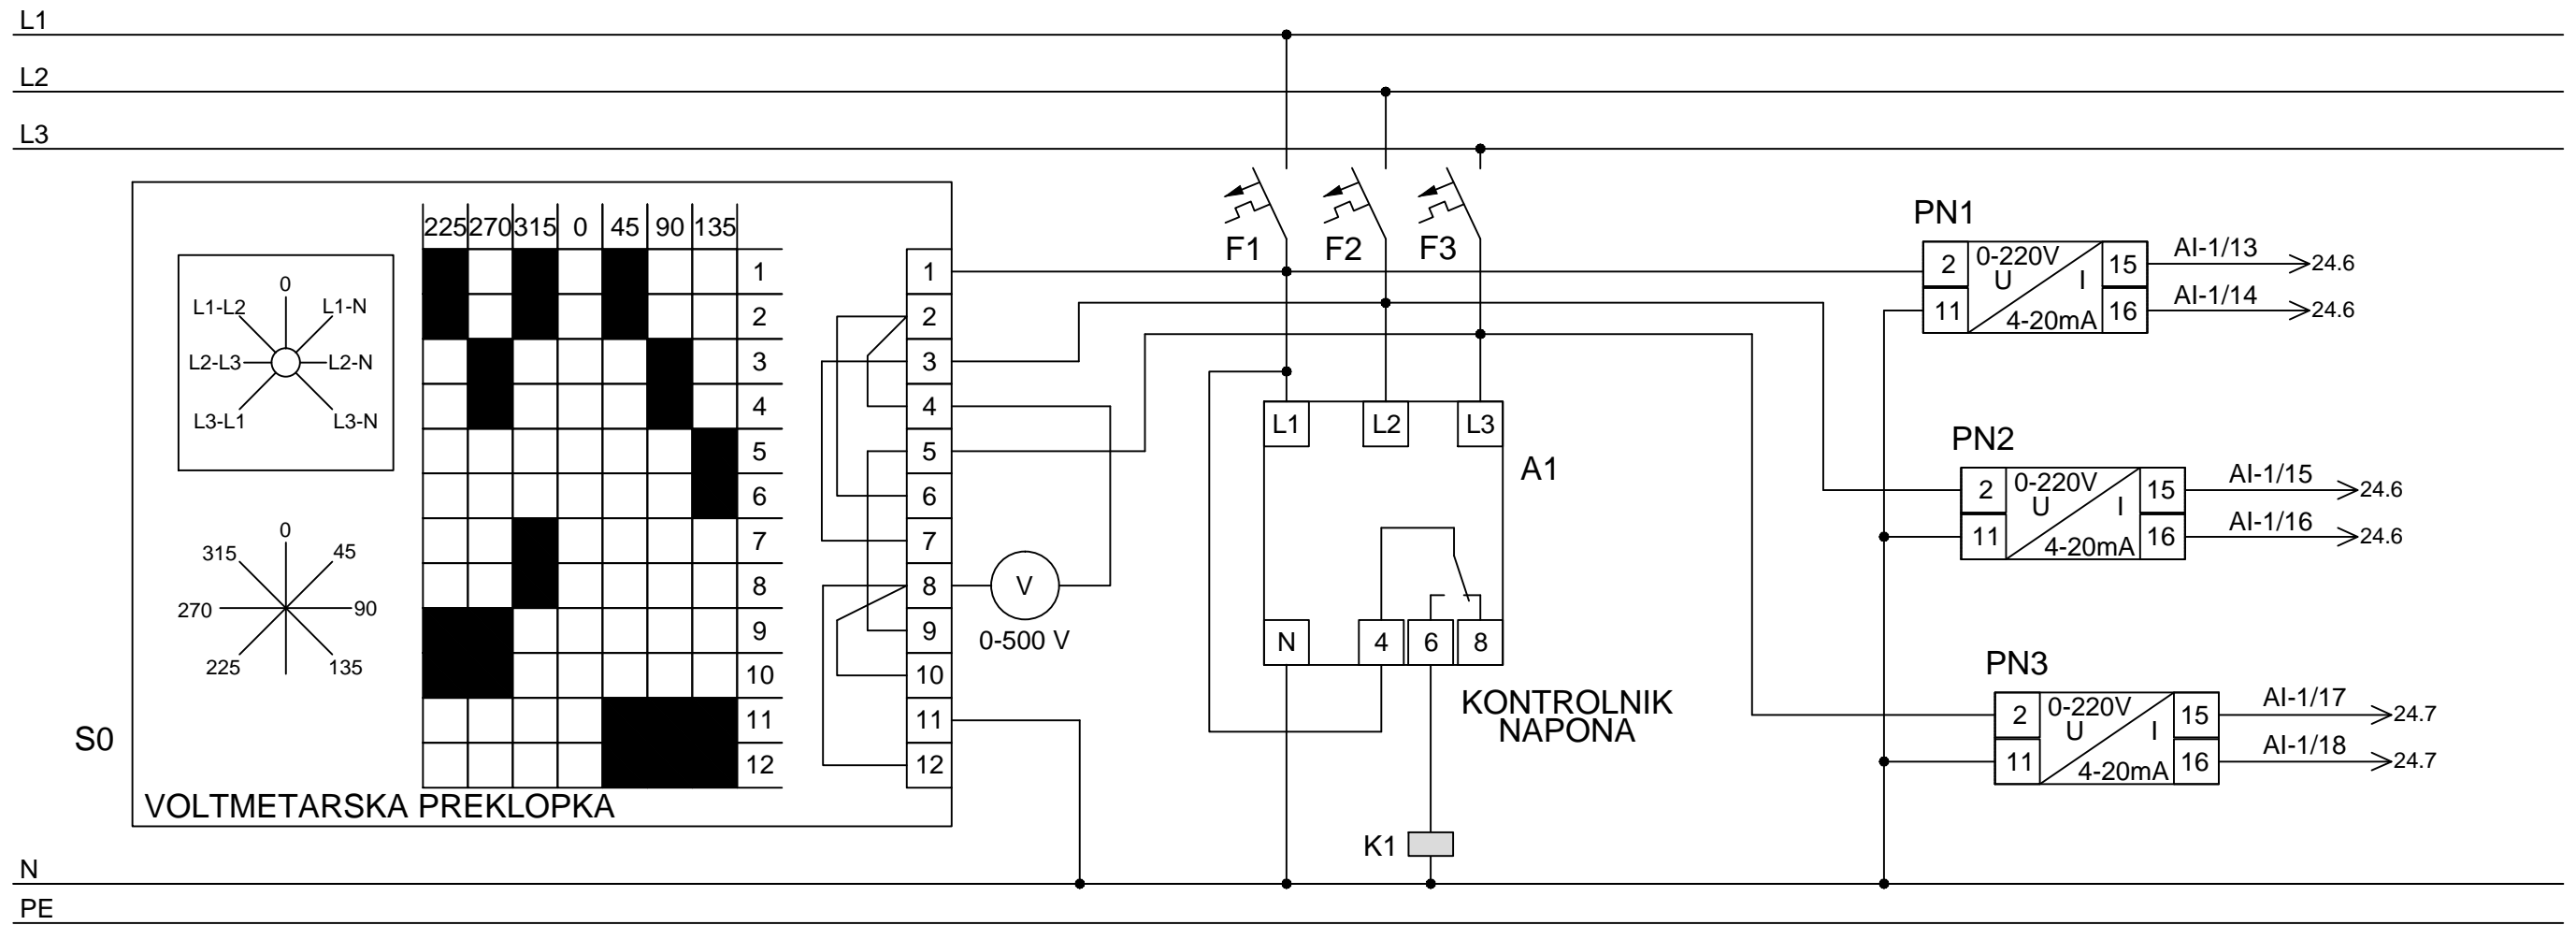 L1
L2
L3
225 270 315 0 45 90 135
0
L1-L2 L1-N
L2-L3 L2-N
L3-L1 L3-N
0
315 45
270 90
225 135
1
2
3
4
5
6
7
8
9
10
11
12
1
2
3
4
5
6
7
8
9
10
11
12
S0
VOLTMETARSKA PREKLOPKA
V
0-500 V
F1 F2 F3
L1 L2 L3
A1
N 4 6 8
KONTROLNIK
NAPONA
K1
PN1
2 0-220V 15 AI-1/13 24.6
U I
11 4-20mA 16 AI-1/14 24.6
PN2
2 0-220V 15 AI-1/15 24.6
U I
11 4-20mA 16 AI-1/16 24.6
PN3
2 0-220V 15 AI-1/17 24.7
U I
11 4-20mA 16 AI-1/18 24.7
N
PE